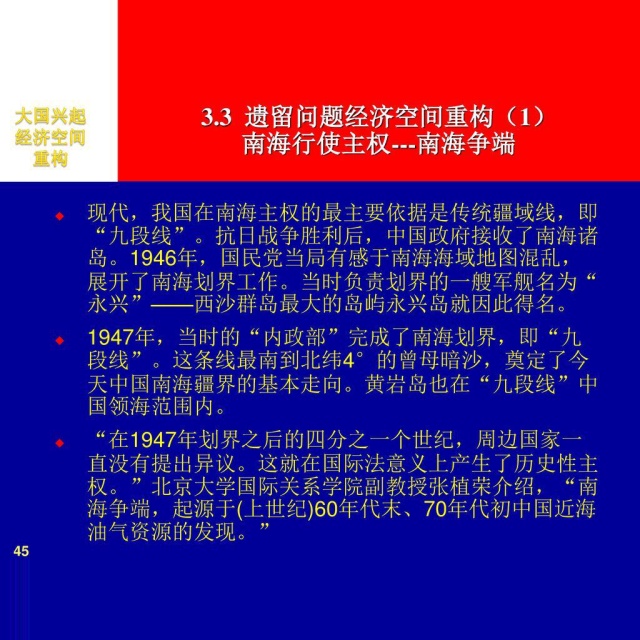 大国兴起
经济空间
重构
3.3 遗留问题经济空间重构（1）
南海行使主权---南海争端
现代，我国在南海主权的最主要依据是传统疆域线，即
“九段线”。抗日战争胜利后，中国政府接收了南海诸
岛。1946年，国民党当局有感于南海海域地图混乱，
展开了南海划界工作。当时负责划界的一艘军舰名为“
永兴”——西沙群岛最大的岛屿永兴岛就因此得名。
1947年，当时的“内政部”完成了南海划界，即“九
段线”。这条线最南到北纬4°的曾母暗沙，奠定了今
天中国南海疆界的基本走向。黄岩岛也在“九段线”中
国领海范围内。
“在1947年划界之后的四分之一个世纪，周边国家一
直没有提出异议。这就在国际法意义上产生了历史性主
权。”北京大学国际关系学院副教授张植荣介绍，“南
海争端，起源于(上世纪)60年代末、70年代初中国近海
油气资源的发现。”
45